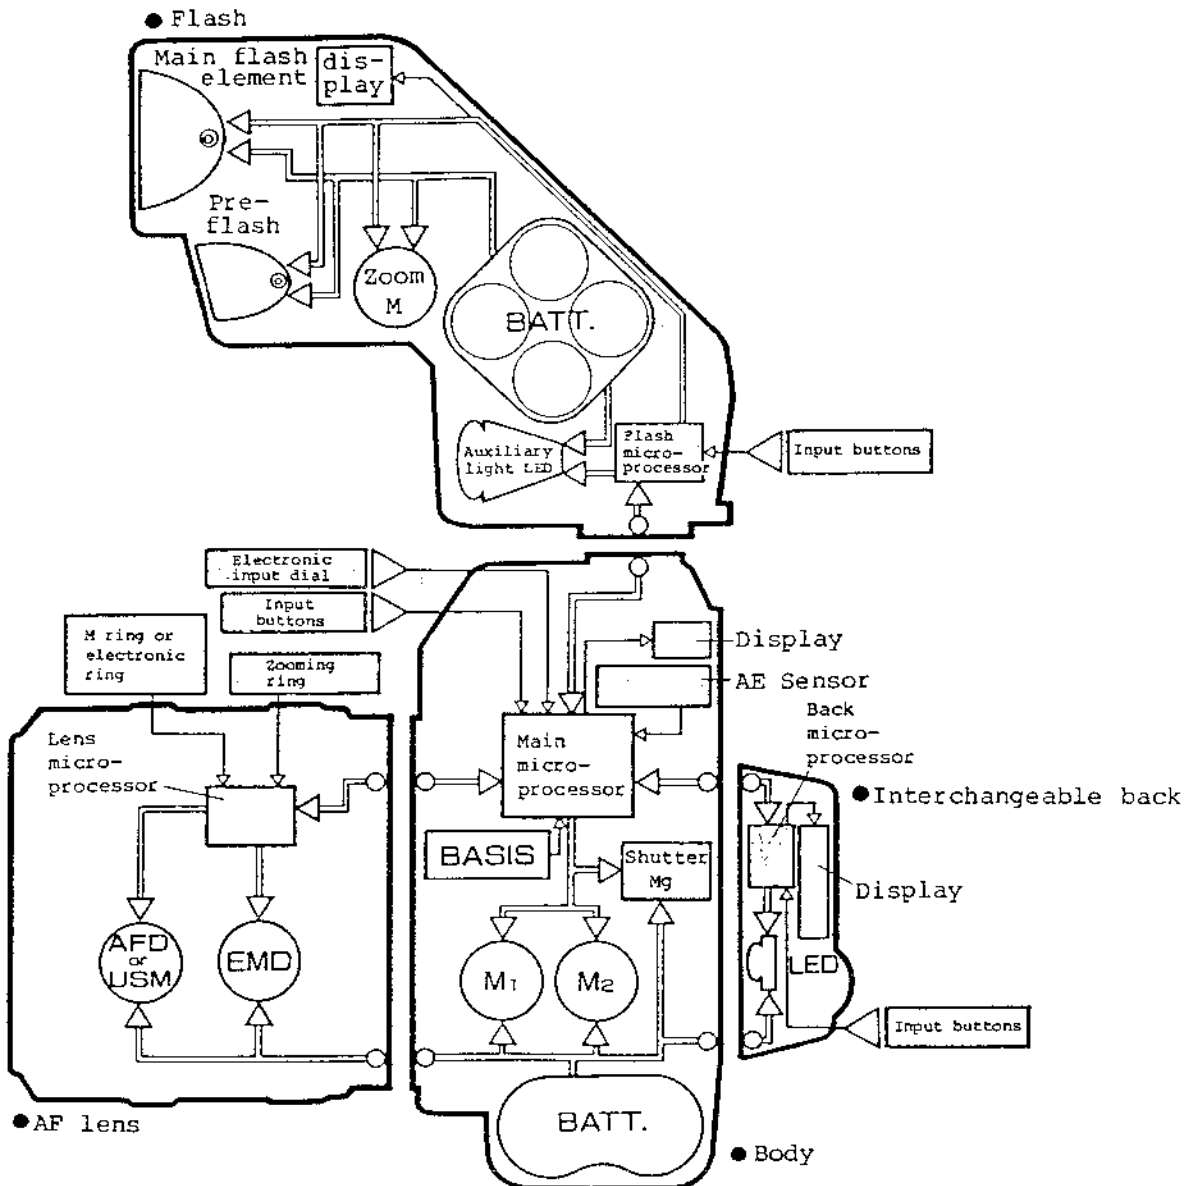 ● Flash
Main flash
element
dis-
play
Pre-
flash
Zoom
M
BATT.
Auxiliary
light LED
Flash
micro-
processor
Input buttons
Electronic
input dial
Input
buttons
M ring or
electronic
ring
Zooming
ring
Display
AE Sensor
Back
micro-
processor
Lens
micro-
processor
Main
micro-
processor
● Interchangeable back
BASIS
Shutter
Mg
Display
AFD
or
USM
EMD
M1
M2
LED
Input buttons
BATT.
● AF lens
● Body